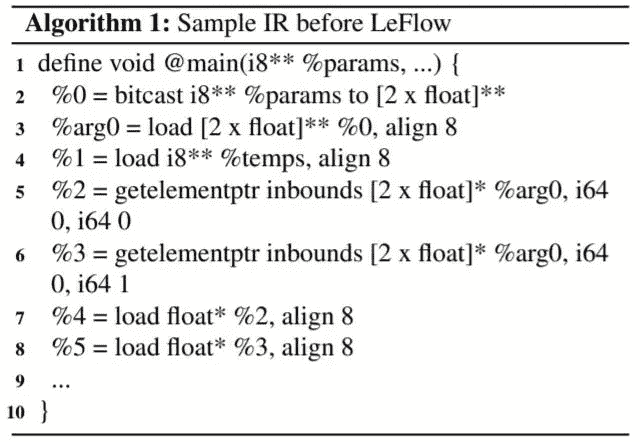 Algorithm 1: Sample IR before LeFlow
1 define void @main(i8** %params, ...) {
2 %0 = bitcast i8** %params to [2 x float]**
3 %arg0 = load [2 x float]** %0, align 8
4 %1 = load i8** %temps, align 8
5 %2 = getelementptr inbounds [2 x float]* %arg0, i64
0, i64 0
6 %3 = getelementptr inbounds [2 x float]* %arg0, i64
0, i64 1
7 %4 = load float* %2, align 8
8 %5 = load float* %3, align 8
9 ...
10 }